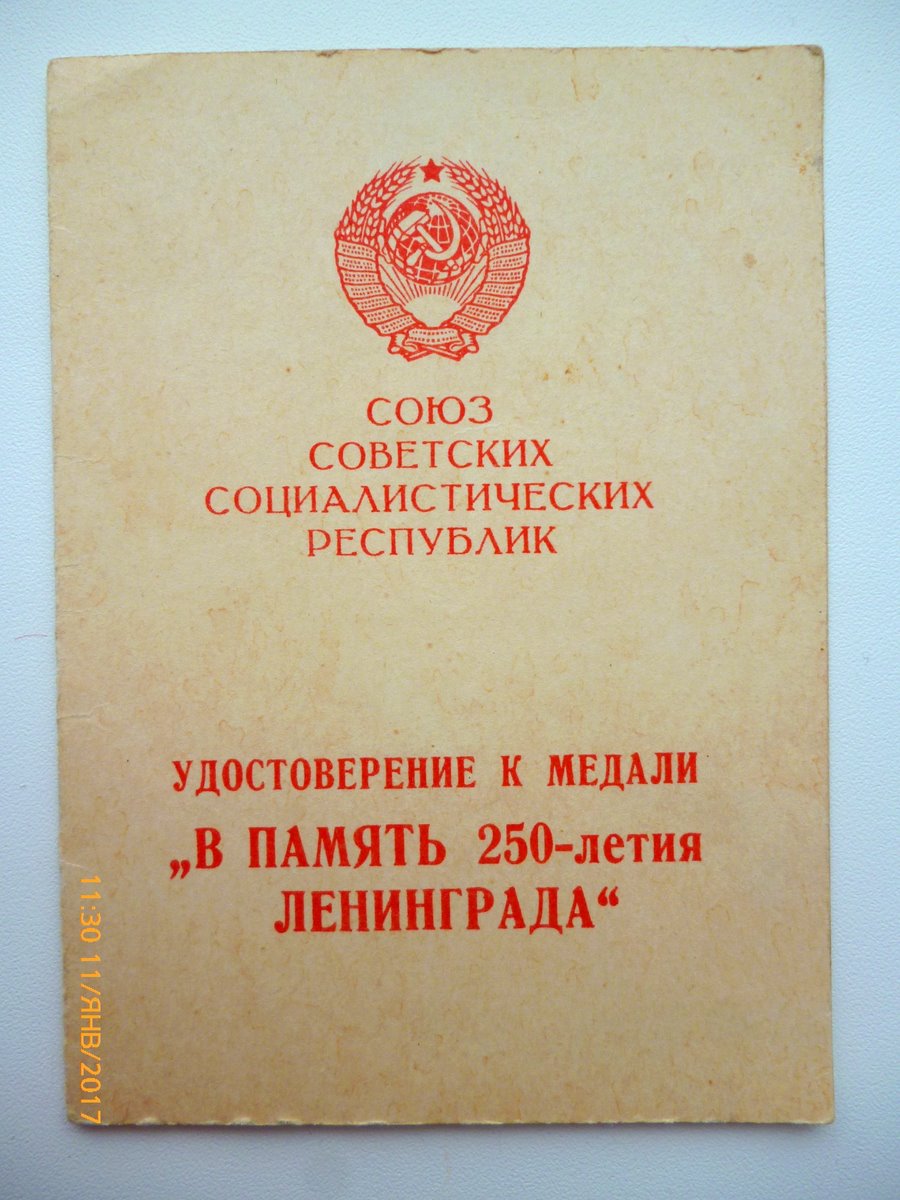 СОЮЗ
СОВЕТСКИХ
СОЦИАЛИСТИЧЕСКИХ
РЕСПУБЛИК
УДОСТОВЕРЕНИЕ К МЕДАЛИ
„В ПАМЯТЬ 250-летия
ЛЕНИНГРАДА“
11:30 11/ЯНВ/2017